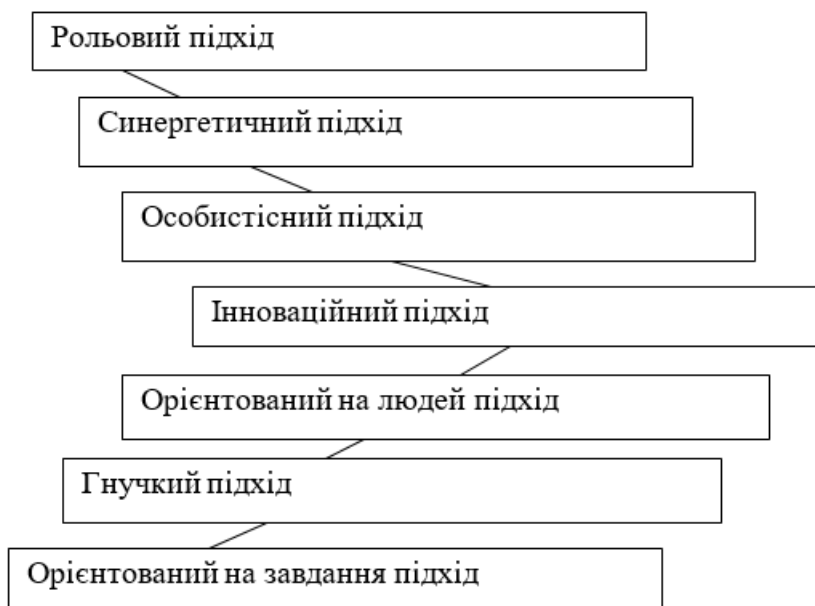 Рольовий підхід
Синергетичний підхід
Особистісний підхід
Інноваційний підхід
Орієнтований на людей підхід
Гнучкий підхід
Орієнтований на завдання підхід